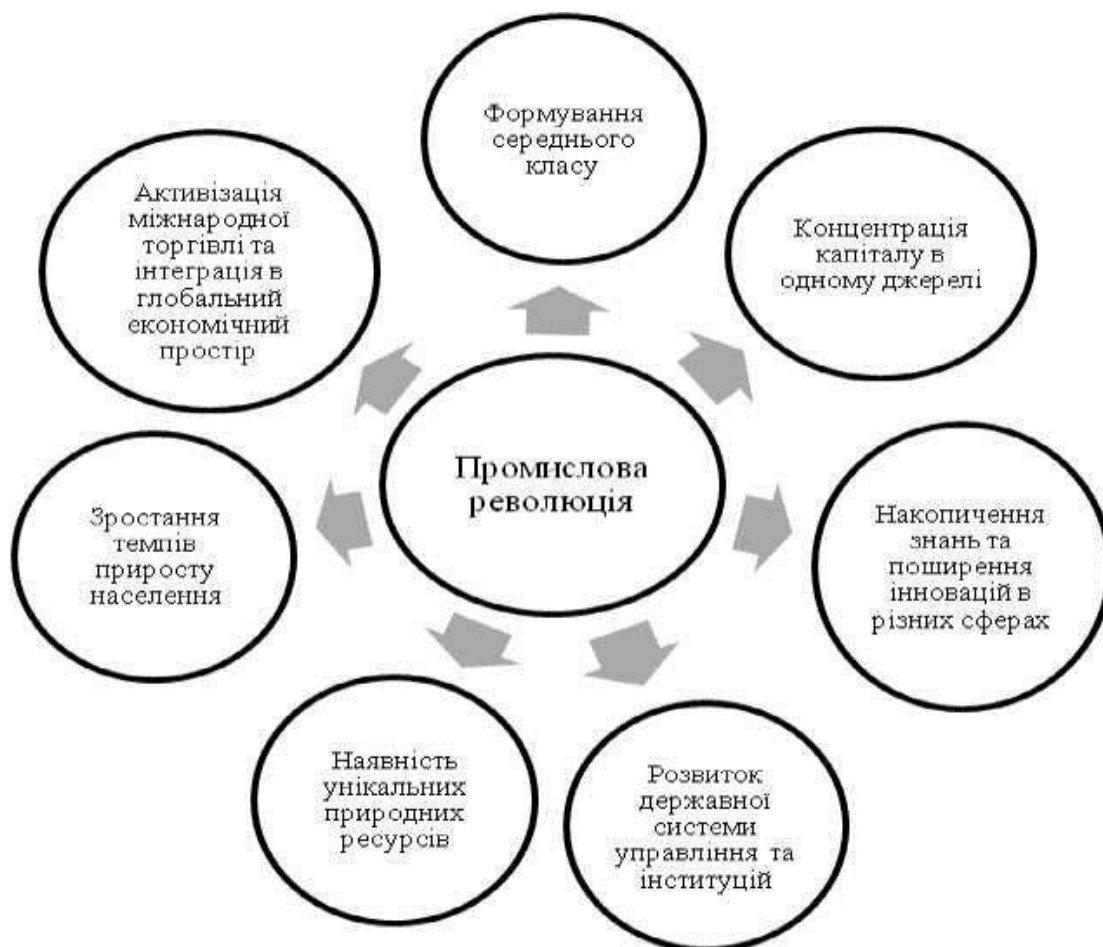 Формування
середнього
класу
Активізація
міжнародної
торгівлі та
інтеграція в
глобальний
економічний
простір
Концентрація
капіталу в
одному джерелі
Промислова
революція
Зростання
темпів
приросту
населення
Накопичення
знань та
поширення
інновацій в
різних сферах
Наявність
унікальних
природних
ресурсів
Розвиток
державної
системи
управління та
інституцій